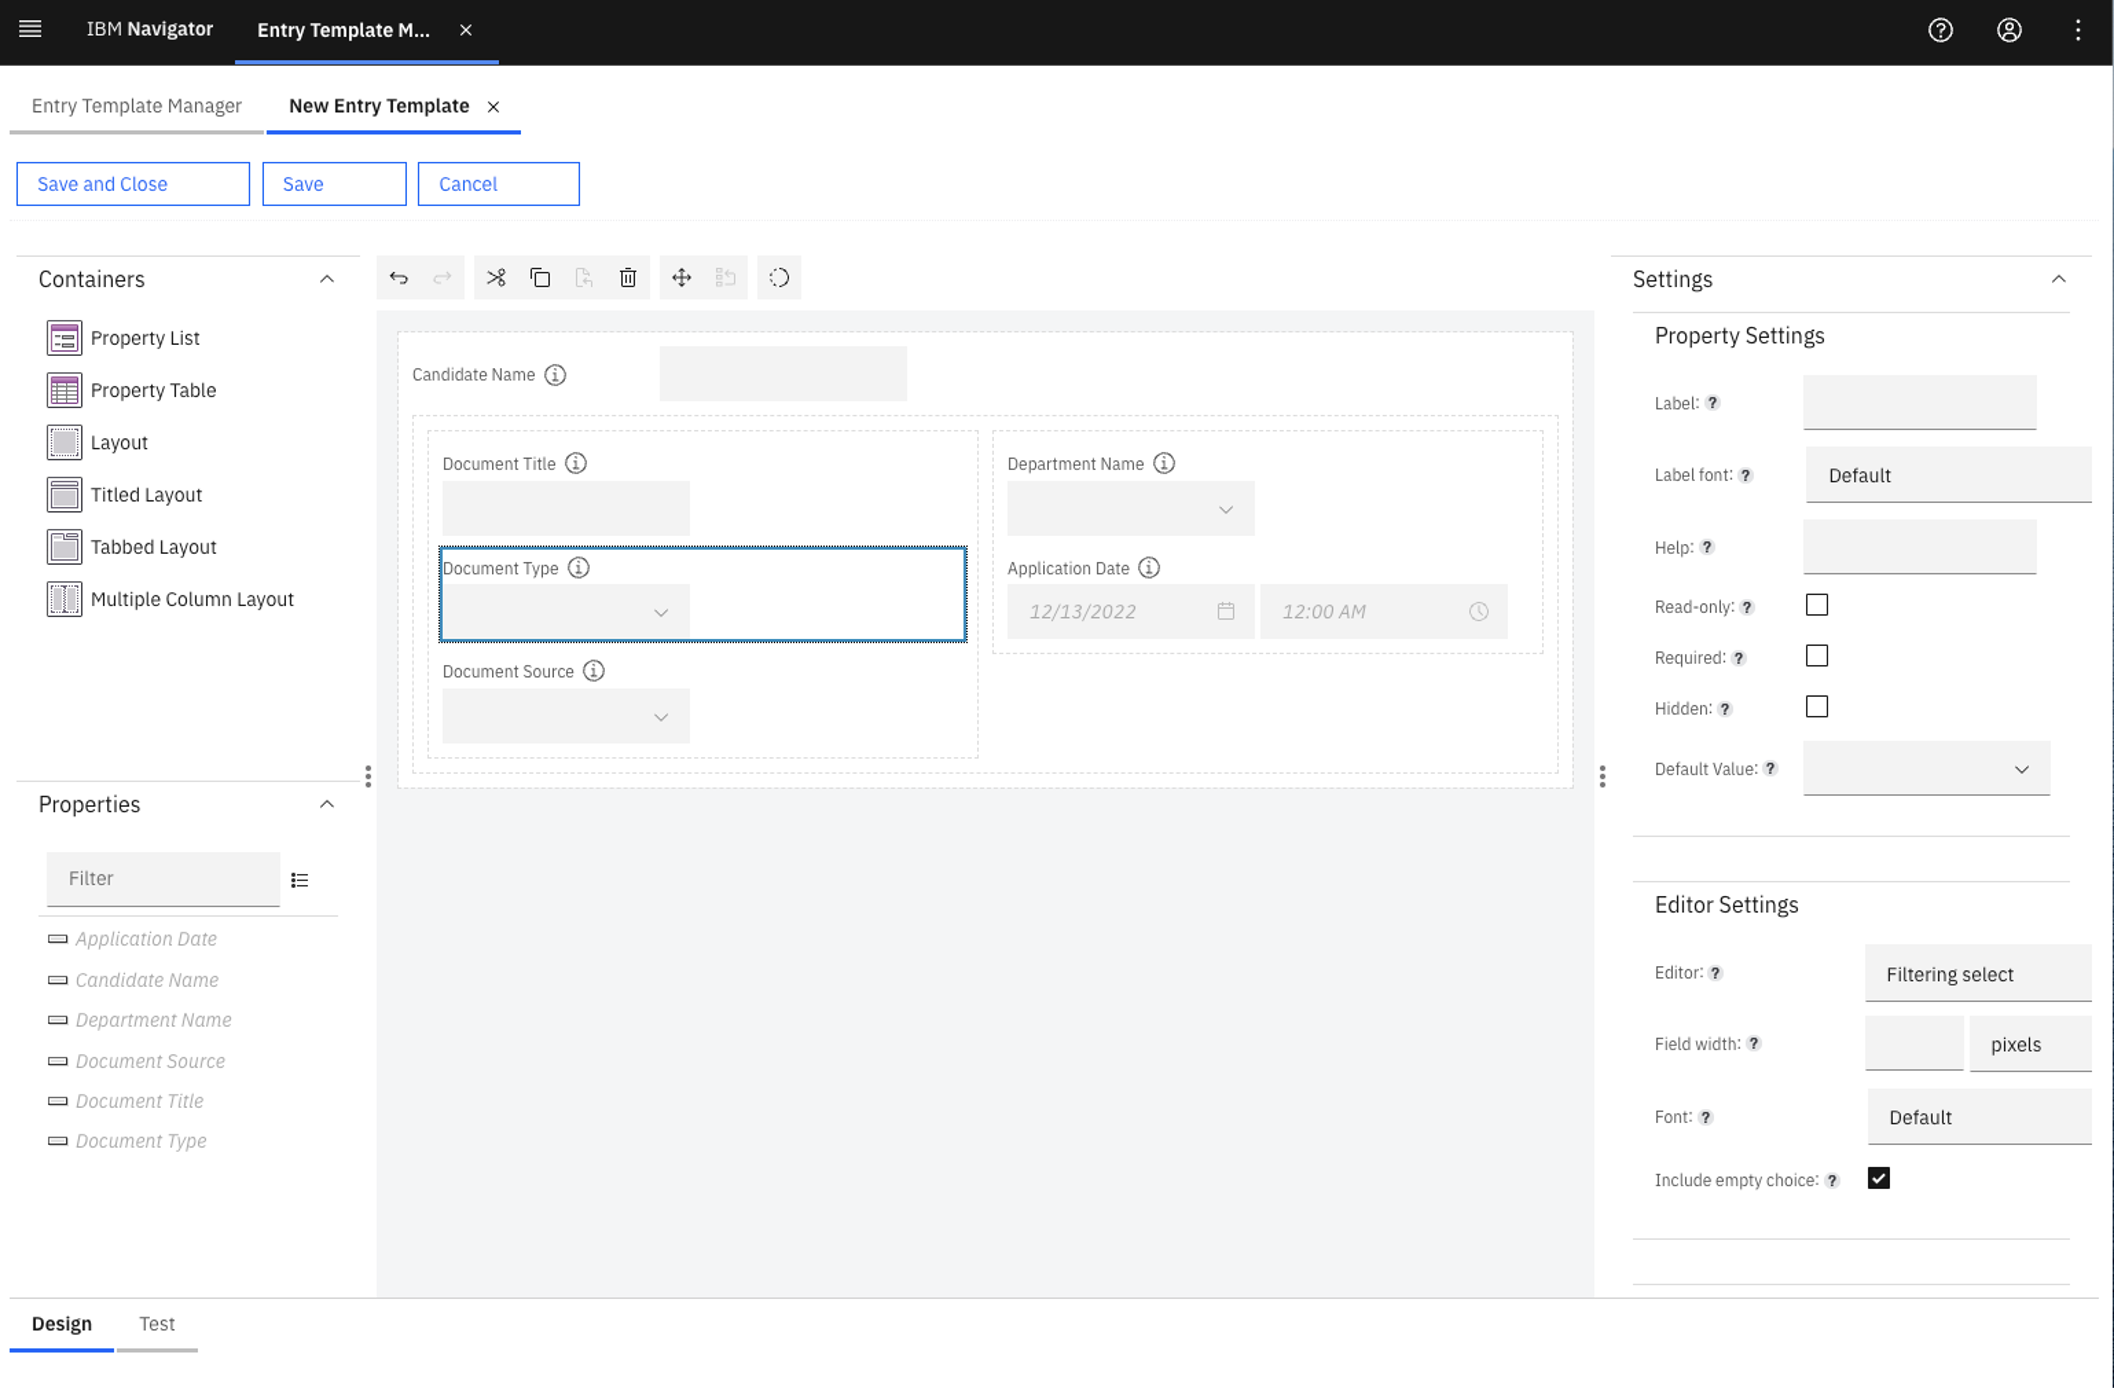 IBM Navigator
Entry Template M...
Entry Template Manager
New Entry Template
Save and Close
Save
Cancel
Containers
Property List
Property Table
Layout
Titled Layout
Tabbed Layout
Multiple Column Layout
Properties
Filter
Application Date
Candidate Name
Department Name
Document Source
Document Title
Document Type
Candidate Name
Document Title
Department Name
Document Type
Application Date
12/13/2022
12:00 AM
Document Source
Settings
Property Settings
Label: ?
Label font: ?
Default
Help: ?
Read-only: ?
Required: ?
Hidden: ?
Default Value: ?
Editor Settings
Editor: ?
Filtering select
Field width: ?
pixels
Font: ?
Default
Include empty choice: ?
Design
Test